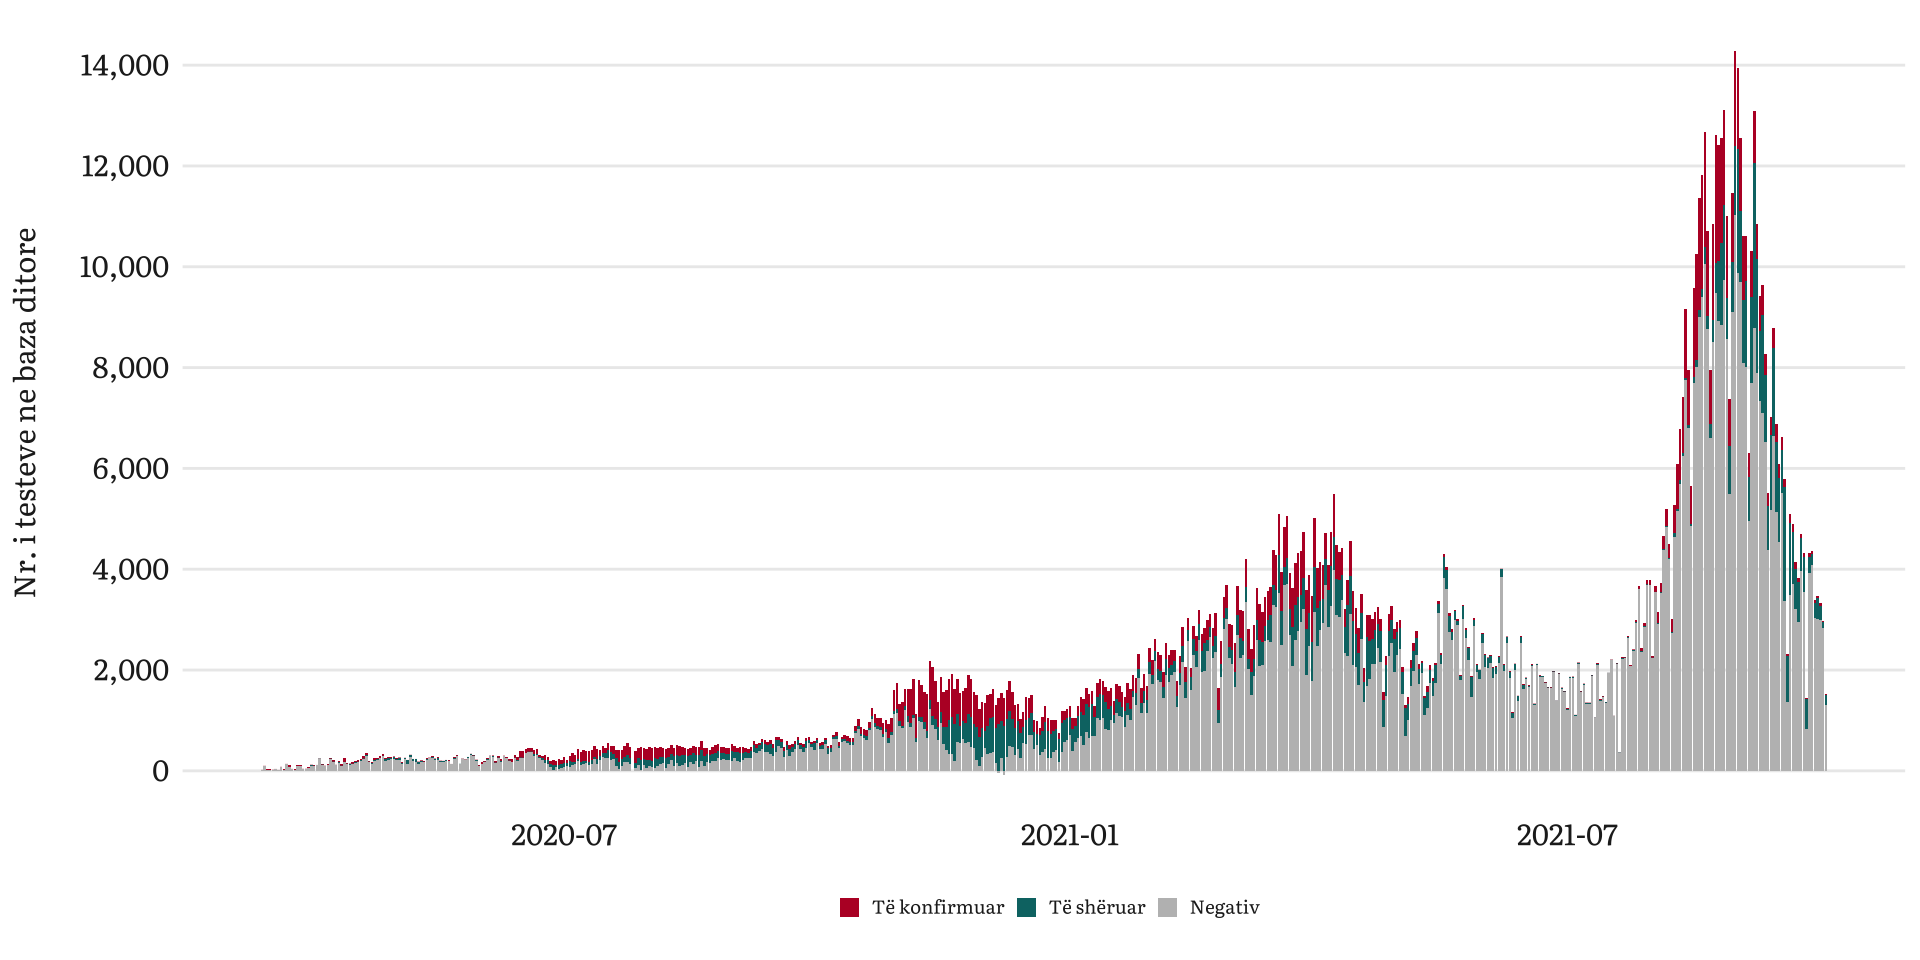 Nr. i testeve ne baza ditore
14,000
12,000
10,000
8,000
6,000
4,000
2,000
0
2020-07 2021-01 2021-07
Të konfirmuar Të shëruar Negativ